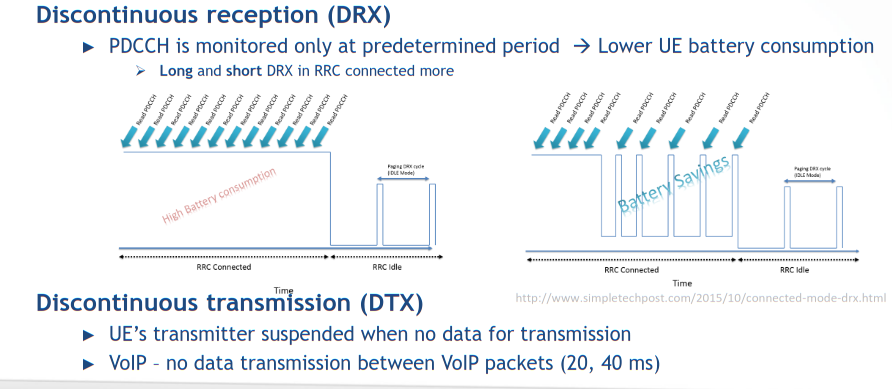 Discontinuous reception (DRX)
► PDCCH is monitored only at predetermined period → Lower UE battery consumption
➢ Long and short DRX in RRC connected more
Read PDCCH
Read PDCCH
Read PDCCH
Read PDCCH
Read PDCCH
Read PDCCH
Read PDCCH
Read PDCCH
Read PDCCH
Read PDCCH
Read PDCCH
High Battery consumption
Paging DRX cycle
(IDLE Mode)
RRC Connected
RRC Idle
Time
Read PDCCH
Read PDCCH
Read PDCCH
Read PDCCH
Read PDCCH
Read PDCCH
Read PDCCH
Read PDCCH
Read PDCCH
Battery Savings
Paging DRX cycle
(IDLE Mode)
RRC Connected
RRC Idle
Time
http://www.simpletechpost.com/2015/10/connected-mode-drx.html
Discontinuous transmission (DTX)
► UE's transmitter suspended when no data for transmission
► VoIP - no data transmission between VoIP packets (20, 40 ms)